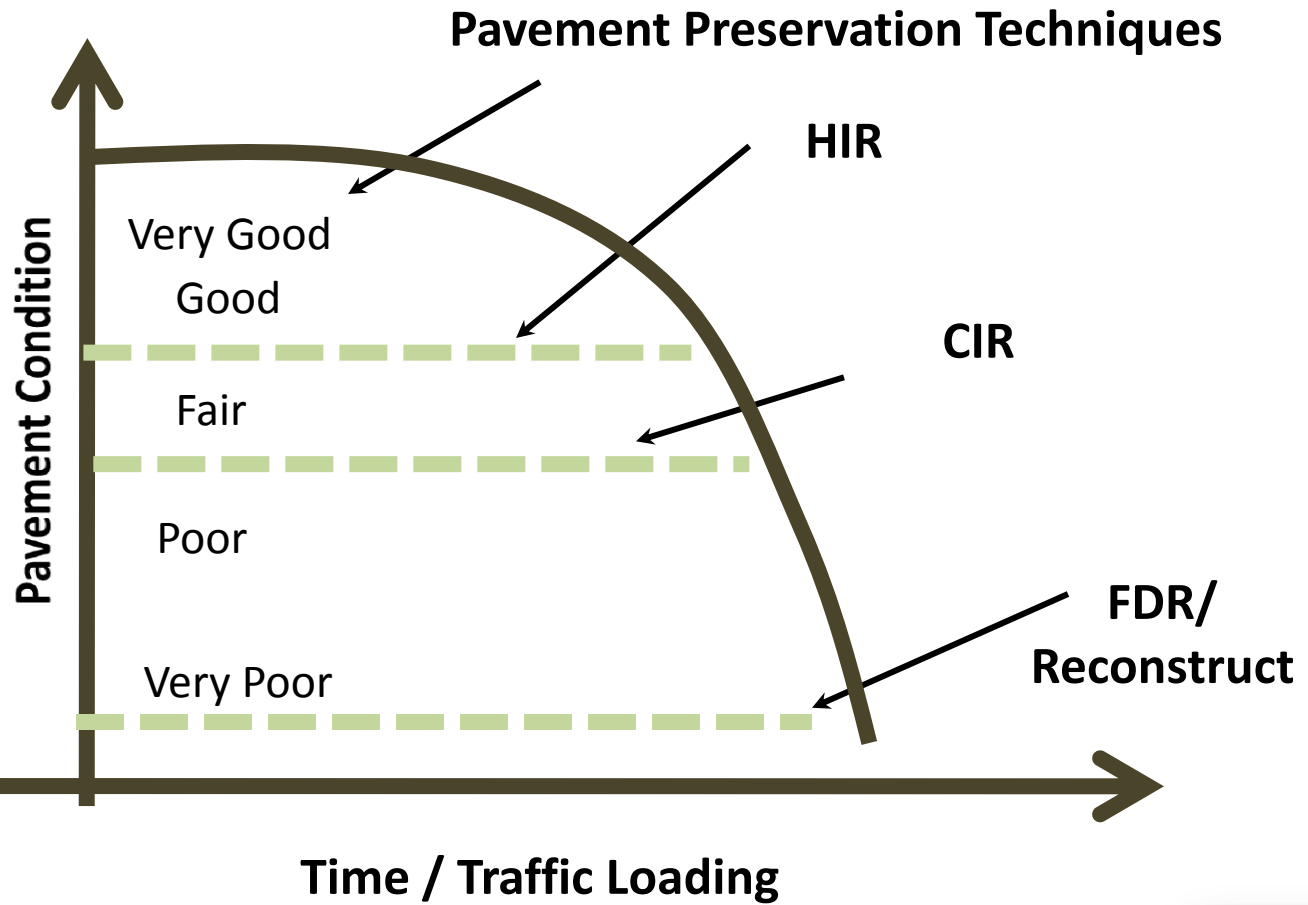 Pavement Preservation Techniques
HIR
Very Good
Good
CIR
Fair
Poor
FDR/
Reconstruct
Very Poor
Pavement Condition
Time / Traffic Loading